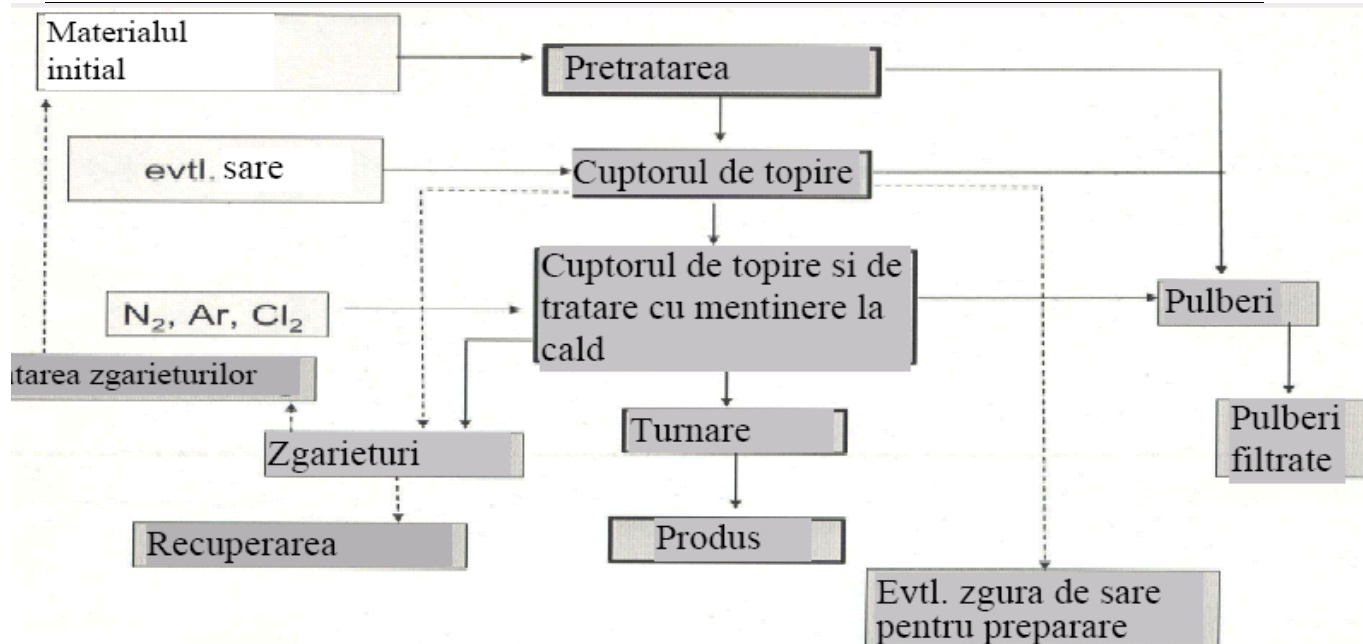 Materialul
initial
Pretratarea
evtl. sare
Cuptorul de topire
Cuptorul de topire si de
tratare cu mentinere la
cald
N₂, Ar, Cl₂
Pulberi
zgarieturilor
Turnare
Pulberi
filtrate
Zgarieturi
Recuperarea
Produs
Evtl. zgura de sare
pentru preparare